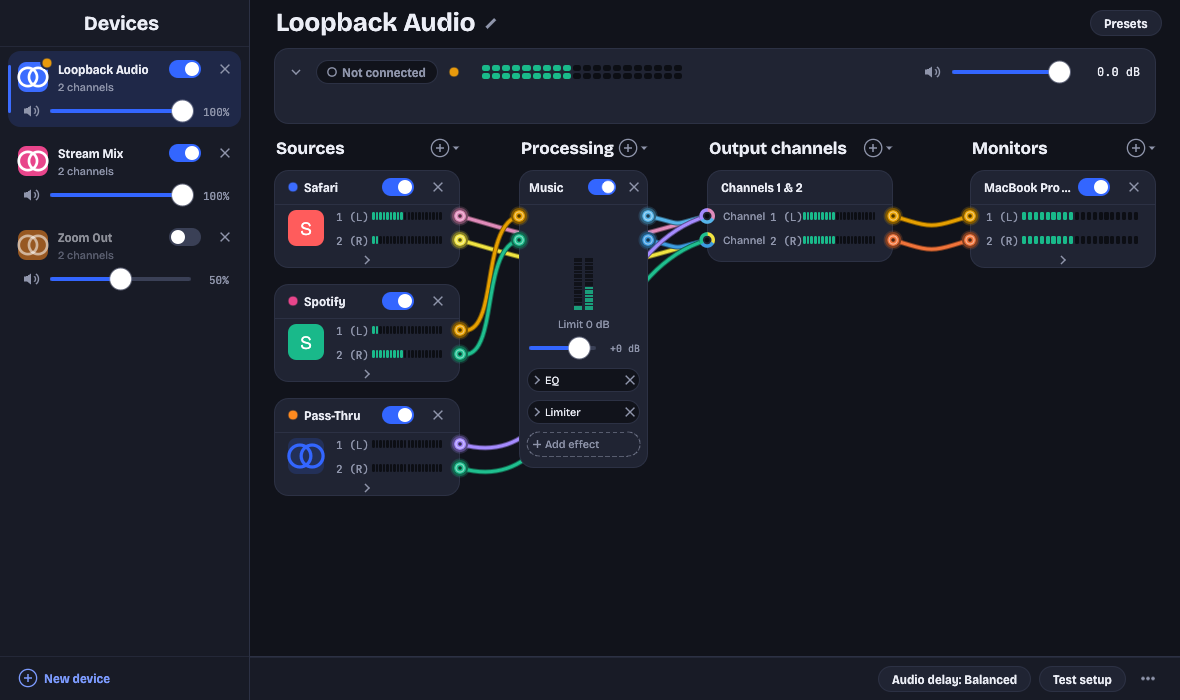 Devices
Loopback Audio
2 channels
100%
Stream Mix
2 channels
100%
Zoom Out
2 channels
50%
New device
Loopback Audio
Presets
Not connected
0.0 dB
Sources
Processing
Output channels
Monitors
Safari
S
1 (L)
2 (R)
Spotify
S
1 (L)
2 (R)
Pass-Thru
1 (L)
2 (R)
Music
Limit 0 dB
+0 dB
EQ
Limiter
+ Add effect
Channels 1 & 2
Channel 1 (L)
Channel 2 (R)
MacBook Pro ...
1 (L)
2 (R)
Audio delay: Balanced
Test setup